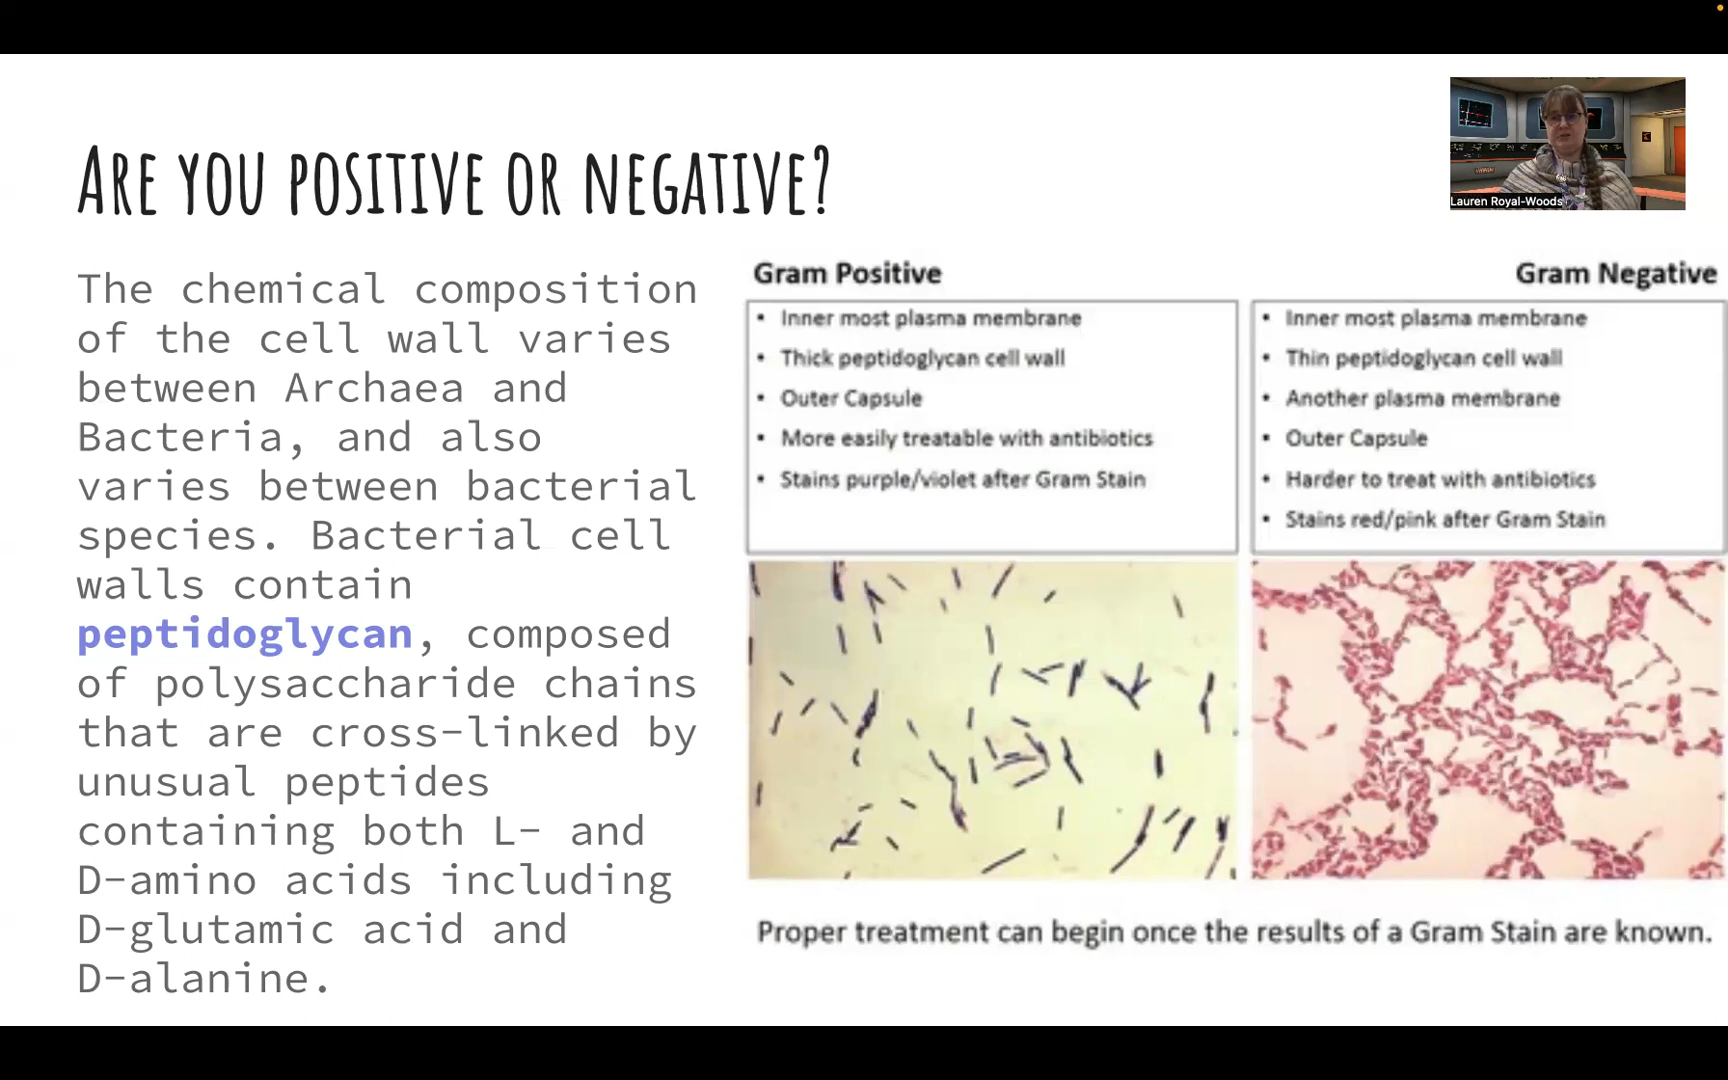 Lauren Royal-Woods
Are you positive or negative?
The chemical composition
of the cell wall varies
between Archaea and
Bacteria, and also
varies between bacterial
species. Bacterial cell
walls contain
peptidoglycan, composed
of polysaccharide chains
that are cross-linked by
unusual peptides
containing both L- and
D-amino acids including
D-glutamic acid and
D-alanine.
Gram Positive
• Inner most plasma membrane
• Thick peptidoglycan cell wall
• Outer Capsule
• More easily treatable with antibiotics
• Stains purple/violet after Gram Stain
Gram Negative
• Inner most plasma membrane
• Thin peptidoglycan cell wall
• Another plasma membrane
• Outer Capsule
• Harder to treat with antibiotics
• Stains red/pink after Gram Stain
Proper treatment can begin once the results of a Gram Stain are known.